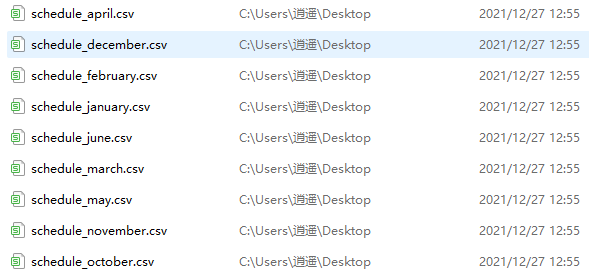 schedule_april.csv C:\Users\逍遥\Desktop 2021/12/27 12:55
schedule_december.csv C:\Users\逍遥\Desktop 2021/12/27 12:55
schedule_february.csv C:\Users\逍遥\Desktop 2021/12/27 12:55
schedule_january.csv C:\Users\逍遥\Desktop 2021/12/27 12:55
schedule_june.csv C:\Users\逍遥\Desktop 2021/12/27 12:55
schedule_march.csv C:\Users\逍遥\Desktop 2021/12/27 12:55
schedule_may.csv C:\Users\逍遥\Desktop 2021/12/27 12:55
schedule_november.csv C:\Users\逍遥\Desktop 2021/12/27 12:55
schedule_october.csv C:\Users\逍遥\Desktop 2021/12/27 12:55